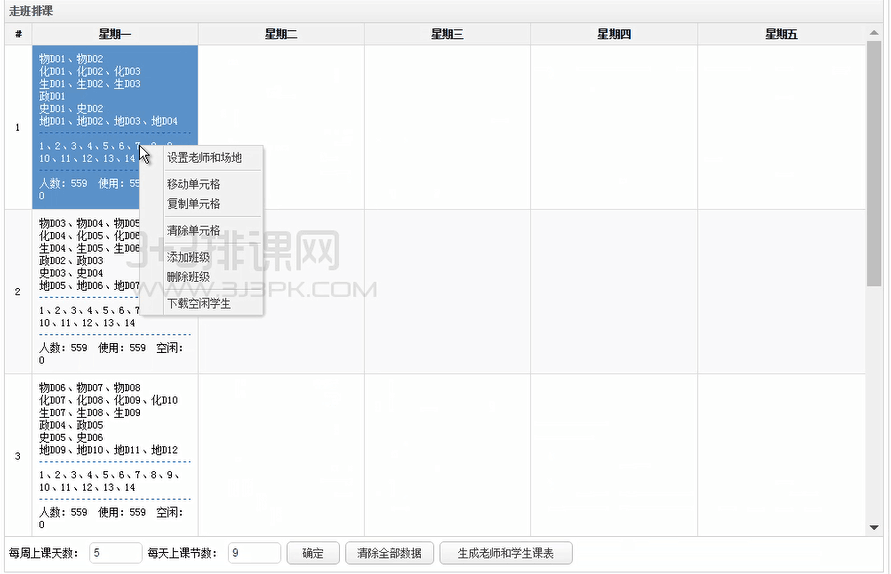 走班排课
# 星期一 星期二 星期三 星期四 星期五
1
物D01、物D02
化D01、化D02、化D03
生D01、生D02、生D03
政D01
史D01、史D02
地D01、地D02、地D03、地D04
1、2、3、4、5、6、7、8、9、
10、11、12、13、14
人数: 559 使用: 55
0
设置老师和场地
移动单元格
复制单元格
清除单元格
添加班级
删除班级
下载空闲学生
2
物D03、物D04、物D05
化D04、化D05、化D06
生D04、生D05、生D06
政D02、政D03
史D03、史D04
地D05、地D06、地D07
1、2、3、4、5、6、7
10、11、12、13、14
人数: 559 使用: 559 空闲:
0
3+3排课网
WWW.3J3PK.COM
3
物D06、物D07、物D08
化D07、化D08、化D09、化D10
生D07、生D08、生D09
政D04、政D05
史D05、史D06
地D09、地D10、地D11、地D12
1、2、3、4、5、6、7、8、9、
10、11、12、13、14
人数: 559 使用: 559 空闲:
0
每周上课天数: 5 每天上课节数: 9 确定 清除全部数据 生成老师和学生课表